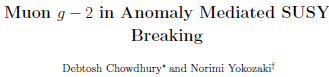 Muon g − 2 in Anomaly Mediated SUSY
Breaking
Debtosh Chowdhury* and Norimi Yokozaki†